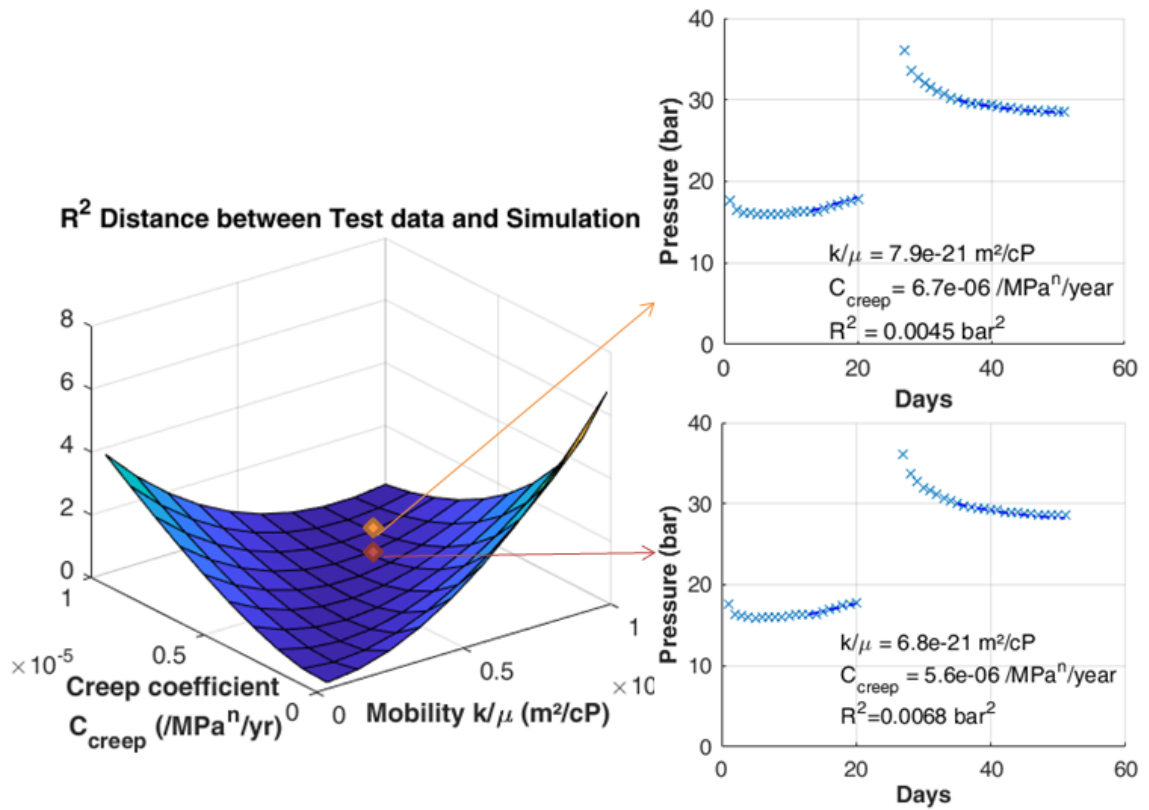 R² Distance between Test data and Simulation
8
6
4
2
0
1
0.5
0
×10⁻⁵
Creep coefficient
C_creep (/MPaⁿ/yr)
0
0.5
1
×10
Mobility k/μ (m²/cP)
40
30
20
10
0
Pressure (bar)
k/μ = 7.9e-21 m²/cP
C_creep= 6.7e-06 /MPaⁿ/year
R² = 0.0045 bar²
0
20
40
60
Days
40
30
20
10
0
Pressure (bar)
k/μ = 6.8e-21 m²/cP
C_creep = 5.6e-06 /MPaⁿ/year
R²=0.0068 bar²
0
20
40
60
Days